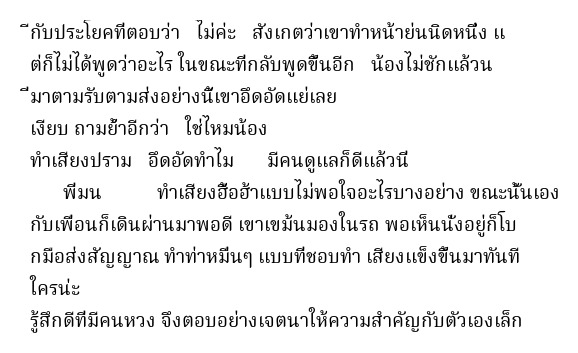 ีกับประโยคที่ตอบว่า   ไม่ค่ะ   สังเกตว่าเขาทำหน้าย่นนิดหนึ่ง แ
ต่ก็ไม่ได้พูดว่าอะไร ในขณะที่กลับพูดขึ้นอีก   น้องไม่ชักแล้วน
ี่มาตามรับตามส่งอย่างนี้เขาอึดอัดแย่เลย
เงียบ ถามย้ำอีกว่า   ใช่ไหมน้อง
ทำเสียงปราม   อึดอัดทำไม      มีคนดูแลก็ดีแล้วนี่
พี่มน          ทำเสียงฮื้อฮ้าแบบไม่พอใจอะไรบางอย่าง ขณะนั้นเอง
กับเพื่อนก็เดินผ่านมาพอดี เขาเขม้นมองในรถ พอเห็นนั่งอยู่ก็โบ
กมือส่งสัญญาณ ทำท่าหมื่นๆ แบบที่ชอบทำ เสียงแข็งขึ้นมาทันที
ใครน่ะ
รู้สึกดีที่มีคนหวง จึงตอบอย่างเจตนาให้ความสำคัญกับตัวเองเล็ก